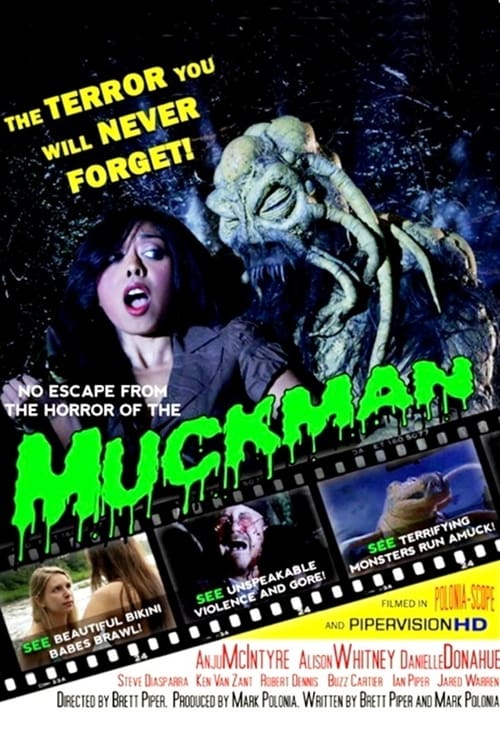 THE TERROR YOU
WILL NEVER
FORGET!
NO ESCAPE FROM
THE HORROR OF THE
MUCKMAN
SEE BEAUTIFUL BIKINI
BABES BRAWL!
SEE UNSPEAKABLE
VIOLENCE AND GORE!
SEE TERRIFYING
MONSTERS RUN AMUCK!
FILMED IN POLONIA-SCOPE
AND PIPERVISION HD
ANJU MCINTYRE ALISON WHITNEY DANIELLE DONAHUE
STEVE DIASPARRA KEN VAN ZANT ROBERT DENNIS BUZZ CARTIER IAN PIPER JARED WARREN
DIRECTED BY BRETT PIPER. PRODUCED BY MARK POLONIA. WRITTEN BY BRETT PIPER AND MARK POLONIA